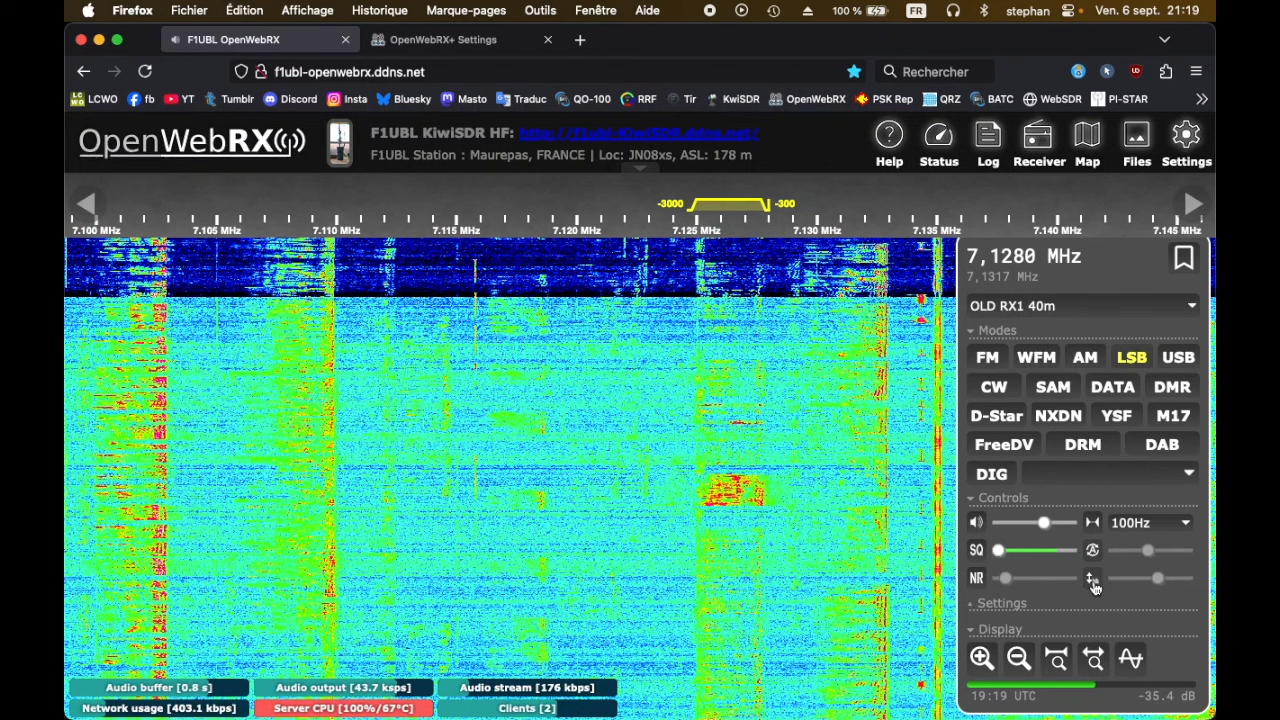 Firefox Fichier Édition Affichage Historique Marque-pages Outils Fenêtre Aide 100 % FR stephan Ven. 6 sept. 21:19
F1UBL OpenWebRX
OpenWebRX+ Settings
f1ubl-openwebrx.ddns.net
Rechercher
LCWO fb YT Tumblr Discord Insta Bluesky Masto Traduc QO-100 RRF Tir KwiSDR OpenWebRX PSK Rep QRZ BATC WebSDR PI-STAR
OpenWebRX
F1UBL KiwiSDR HF: http://f1ubl-KiwiSDR.ddns.net/
F1UBL Station : Maurepas, FRANCE | Loc: JN08xs, ASL: 178 m
Help Status Log Receiver Map Files Settings
-3000 -300
7.100 MHz 7.105 MHz 7.110 MHz 7.115 MHz 7.120 MHz 7.125 MHz 7.130 MHz 7.135 MHz 7.140 MHz 7.145 MHz
7,1280 MHz
7,1317 MHz
OLD RX1 40m
Modes
FM WFM AM LSB USB
CW SAM DATA DMR
D-Star NXDN YSF M17
FreeDV DRM DAB
DIG
Controls
100Hz
SQ
NR
Settings
Display
19:19 UTC -35.4 dB
Audio buffer [0.8 s] Audio output [43.7 ksps] Audio stream [176 kbps]
Network usage [403.1 kbps] Server CPU [100%/67°C] Clients [2]